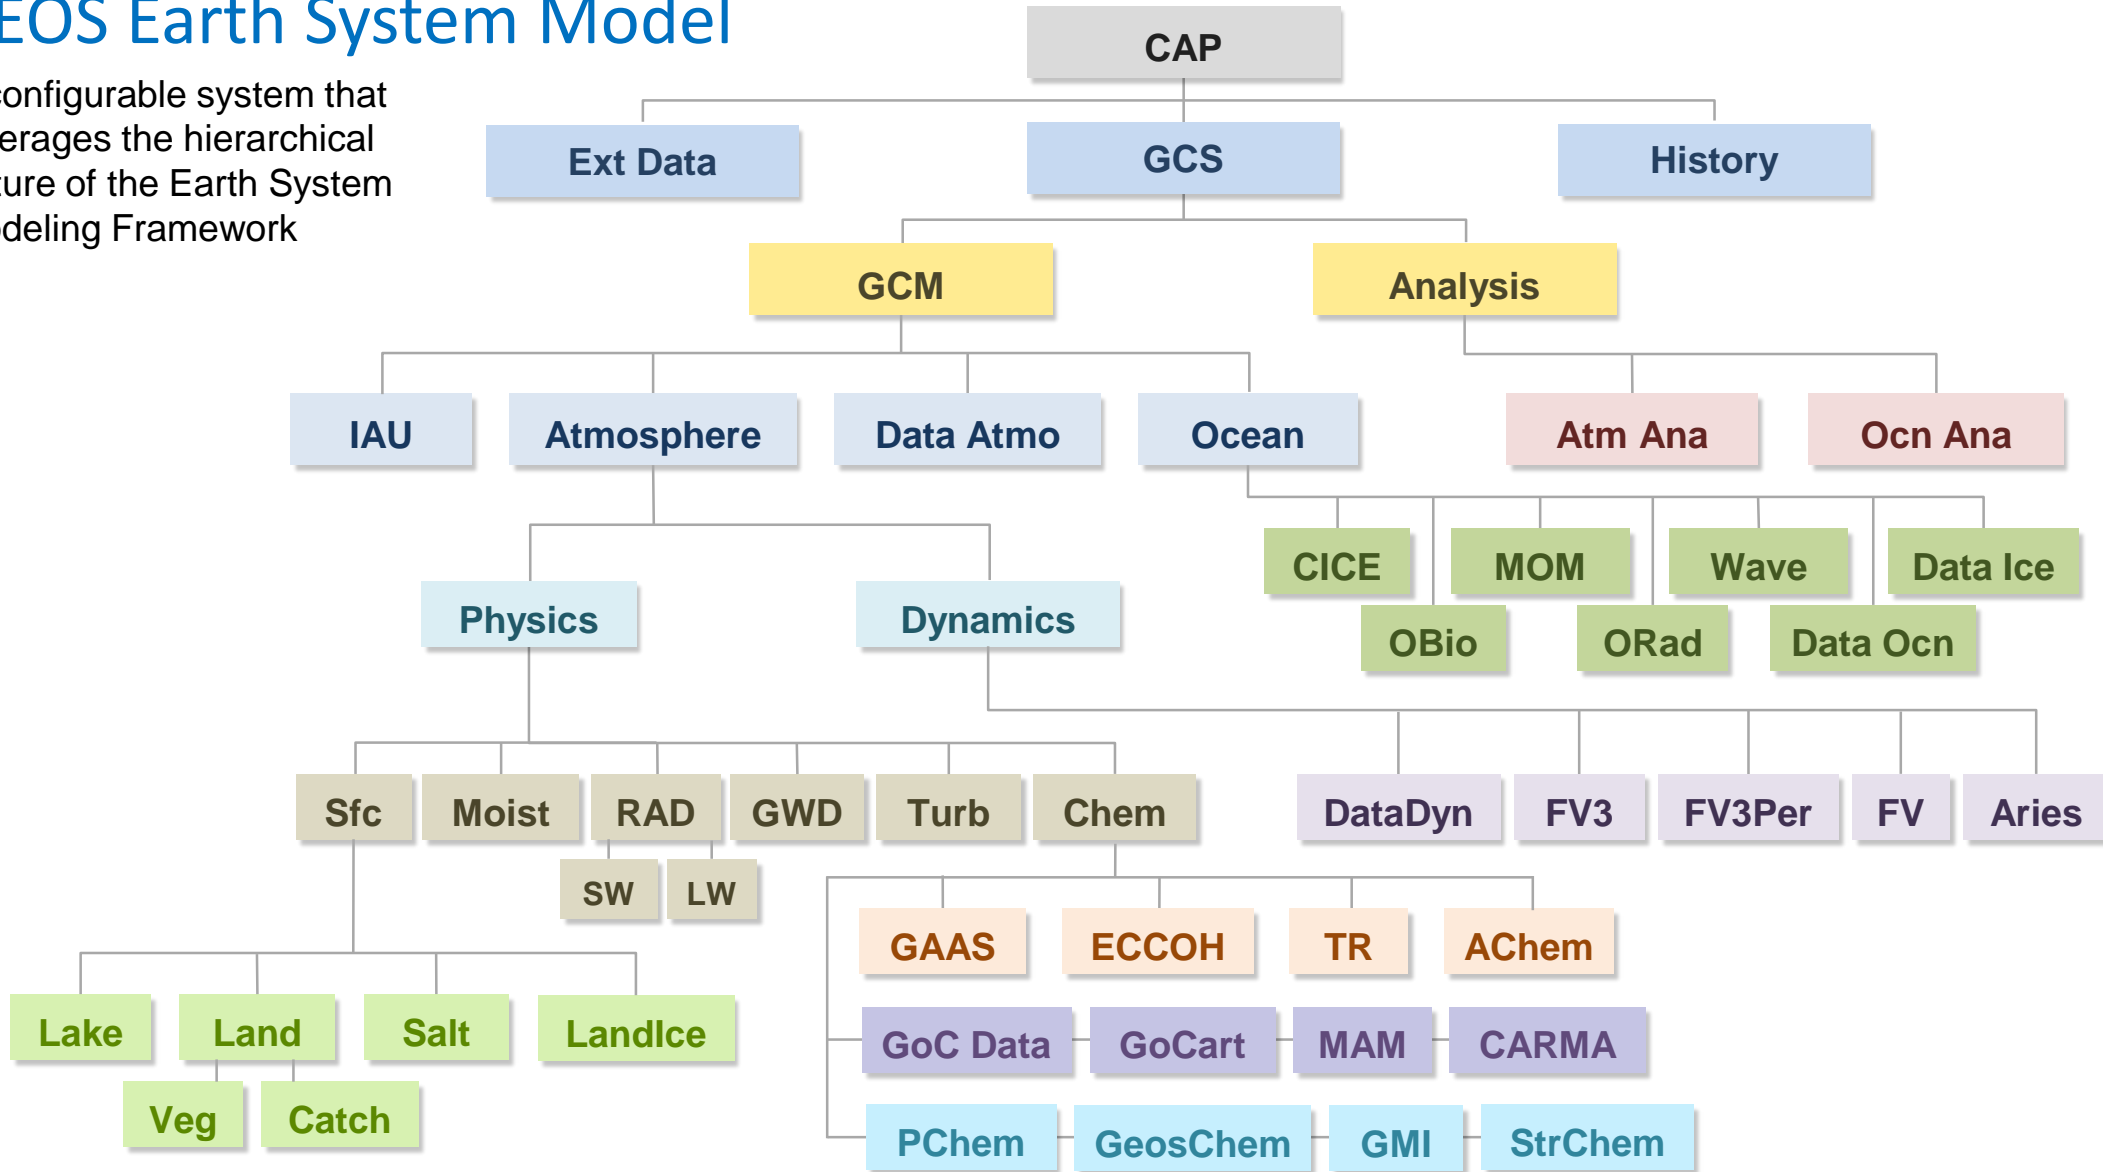 EOS Earth System Model
configurable system that
erages the hierarchical
ture of the Earth System
deling Framework
CAP
Ext Data
GCS
History
GCM
Analysis
IAU
Atmosphere
Data Atmo
Ocean
Atm Ana
Ocn Ana
CICE
MOM
Wave
Data Ice
OBio
ORad
Data Ocn
Physics
Dynamics
Sfc
Moist
RAD
GWD
Turb
Chem
DataDyn
FV3
FV3Per
FV
Aries
SW
LW
GAAS
ECCOH
TR
AChem
Lake
Land
Salt
LandIce
GoC Data
GoCart
MAM
CARMA
Veg
Catch
PChem
GeosChem
GMI
StrChem